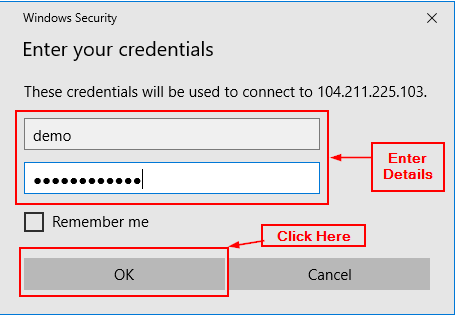 Windows Security
Enter your credentials
These credentials will be used to connect to 104.211.225.103.
demo
●●●●●●●●●●●●
Enter
Details
Remember me
Click Here
OK
Cancel